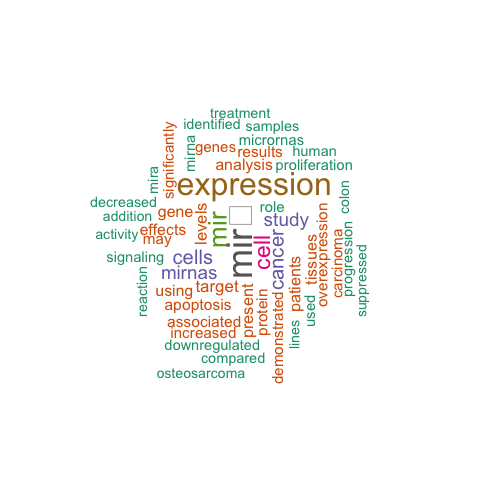 treatment
identified
samples
significantly
mirna
micrornas
genes
results
human
mira
analysis
proliferation
expression
decreased
addition
gene
levels
mir
role
study
colon
activity
effects
may
mir
cell
cancer
signaling
cells
mirnas
patients
tissues
overexpression
carcinoma
progression
suppressed
reaction
using
target
apoptosis
present
protein
demonstrated
lines
used
associated
increased
downregulated
compared
osteosarcoma